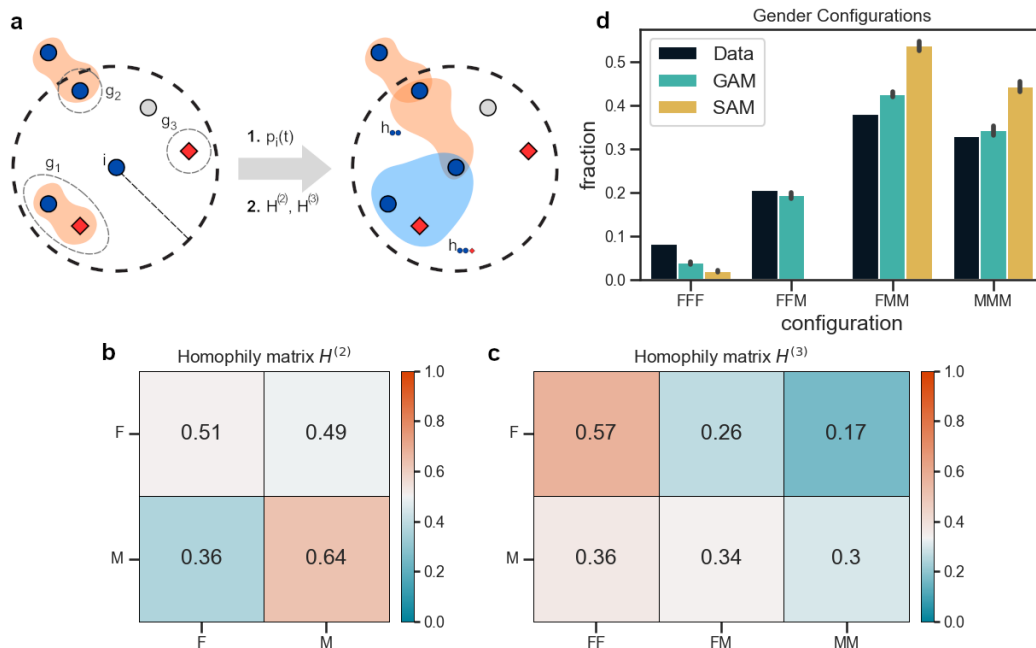 a
g₂
g₃
i
g₁
1. pᵢ(t)
2. H⁽²⁾, H⁽³⁾
h
h
d
Gender Configurations
Data
GAM
SAM
fraction
0.5
0.4
0.3
0.2
0.1
0.0
FFF
FFM
FMM
MMM
configuration
b
Homophily matrix H⁽²⁾
F
0.51
0.49
M
0.36
0.64
F
M
1.0
0.8
0.6
0.4
0.2
0.0
c
Homophily matrix H⁽³⁾
F
0.57
0.26
0.17
M
0.36
0.34
0.3
FF
FM
MM
1.0
0.8
0.6
0.4
0.2
0.0